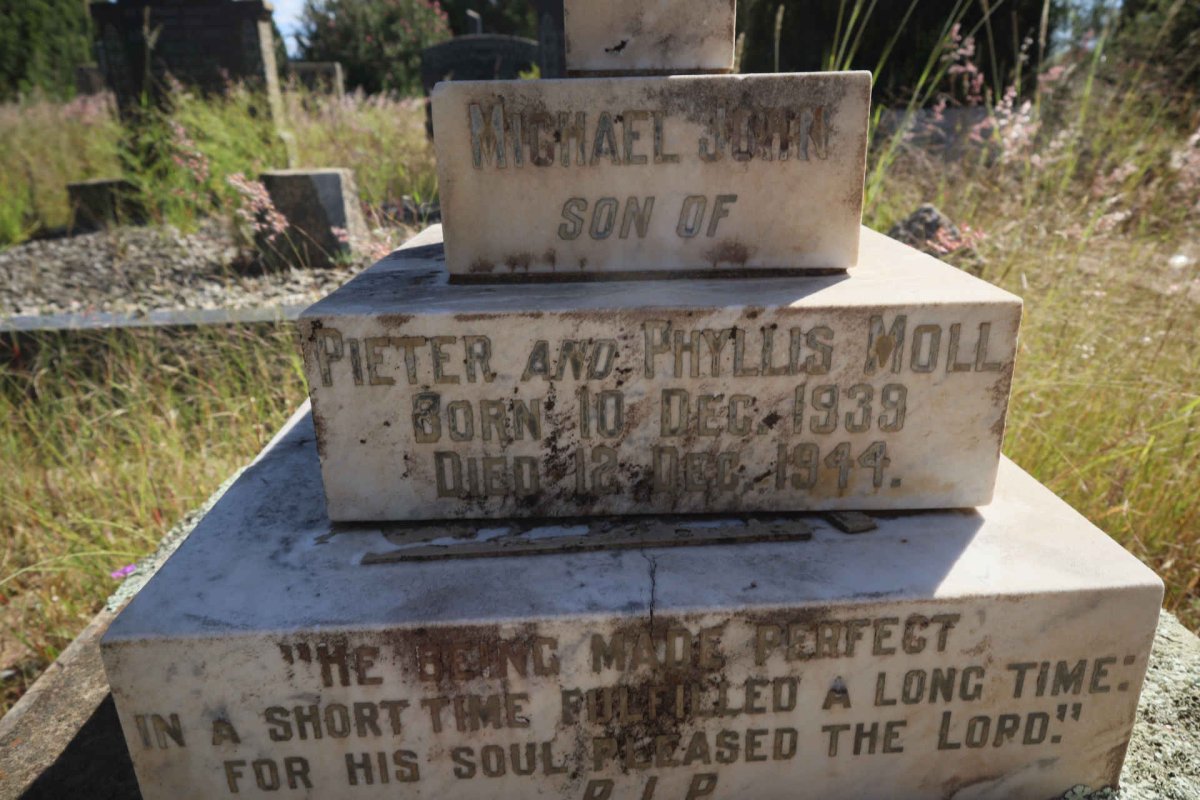 MICHAEL JOHN
SON OF
PIETER AND PHYLLIS MOLL
BORN 10 DEC. 1939
DIED 12 DEC. 1944.
"HE BEING MADE PERFECT
IN A SHORT TIME FULFILLED A LONG TIME:
FOR HIS SOUL PLEASED THE LORD."
R.I.P.